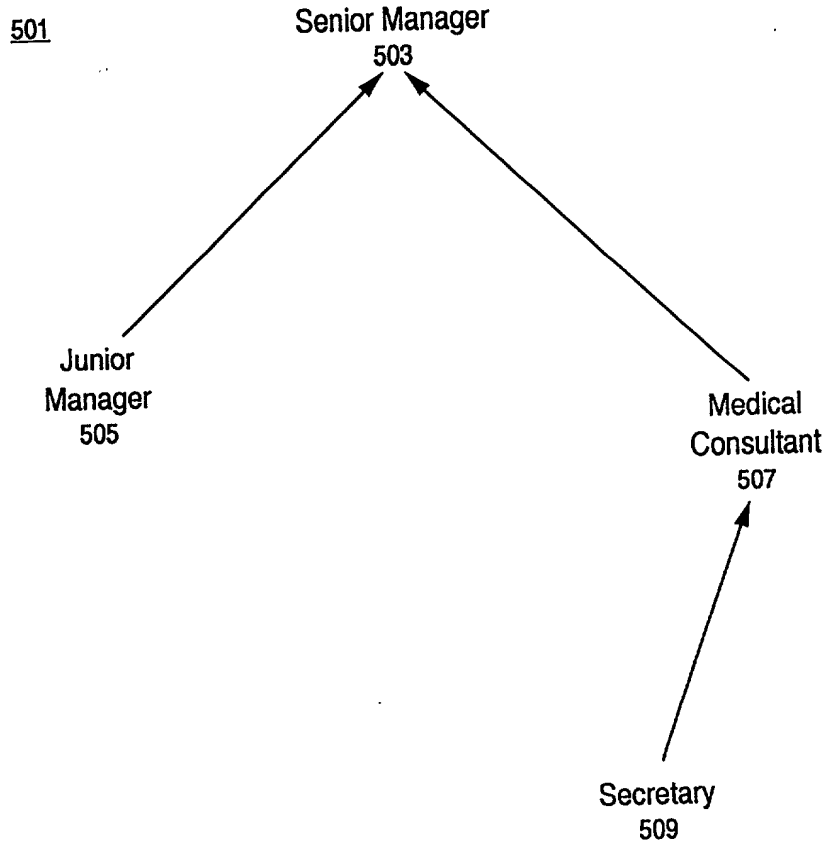 501
Senior Manager
503
Junior
Manager
505
Medical
Consultant
507
Secretary
509